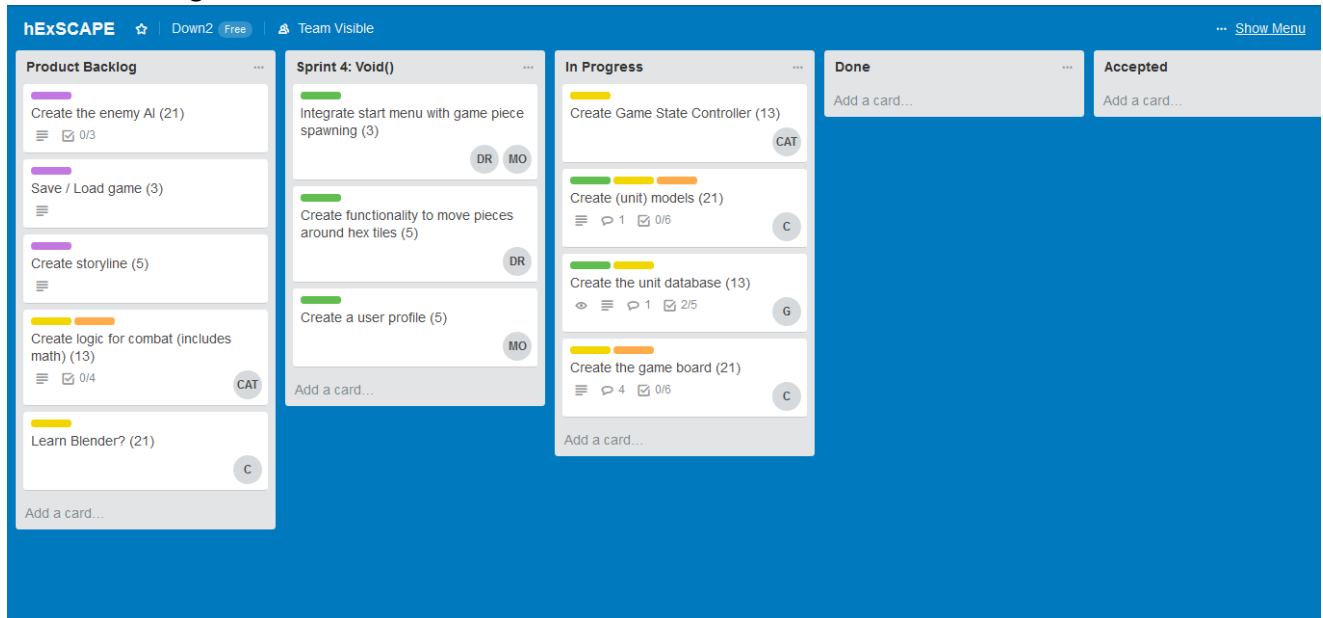 hExSCAPE Down2 Free Team Visible ... Show Menu
Product Backlog ...
Create the enemy AI (21)
0/3
Save / Load game (3)
Create storyline (5)
Create logic for combat (includes
math) (13)
0/4
CAT
Learn Blender? (21)
C
Add a card...
Sprint 4: Void() ...
Integrate start menu with game piece
spawning (3)
DR MO
Create functionality to move pieces
around hex tiles (5)
DR
Create a user profile (5)
MO
Add a card...
In Progress ...
Create Game State Controller (13)
CAT
Create (unit) models (21)
1 0/6
C
Create the unit database (13)
1 2/5
G
Create the game board (21)
4 0/6
C
Add a card...
Done ...
Add a card...
Accepted
Add a card...